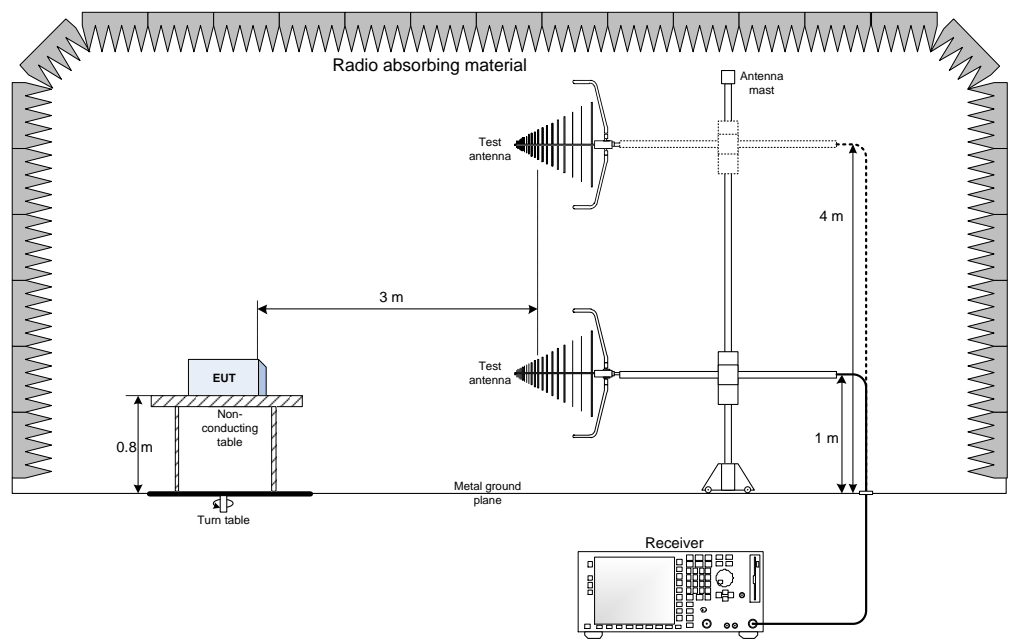 Radio absorbing material
Antenna
mast
Test
antenna
4 m
3 m
Test
antenna
EUT
Non-
conducting
table
0.8 m
1 m
Metal ground
plane
Turn table
Receiver